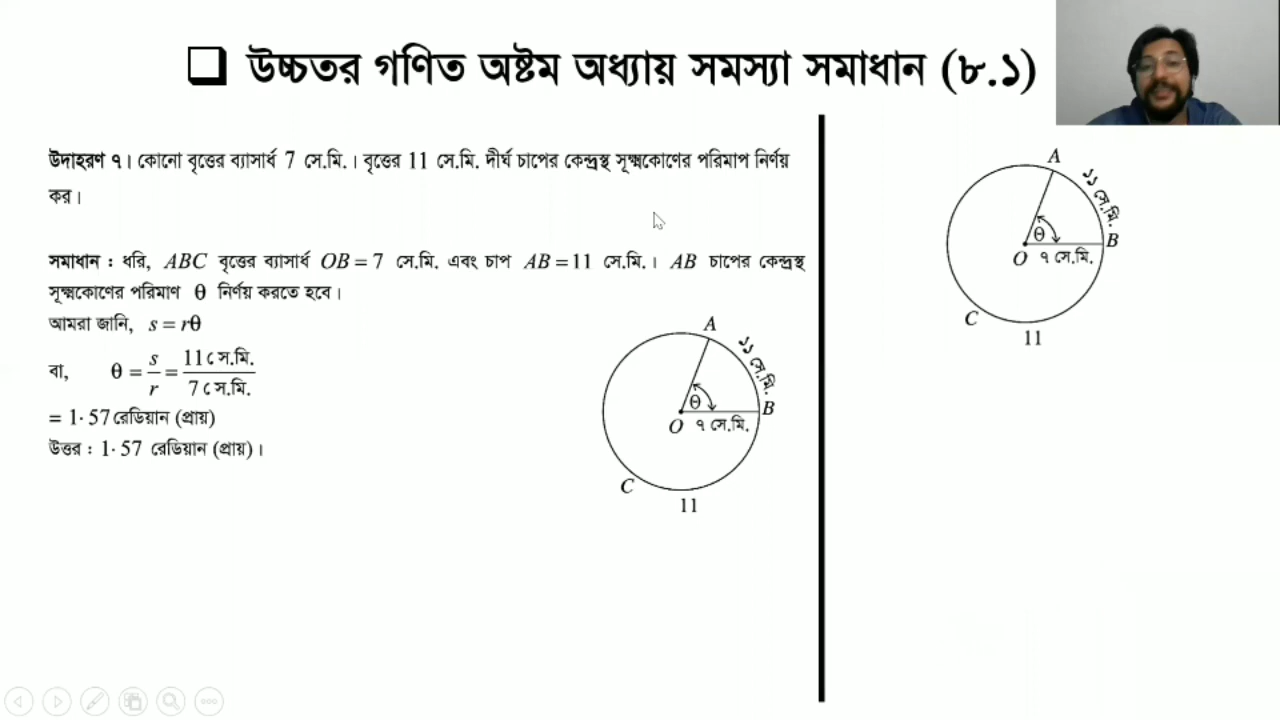 ❑ উচ্চতর গণিত অষ্টম অধ্যায় সমস্যা সমাধান (৮.১)
উদাহরণ ৭। কোনো বৃত্তের ব্যাসার্ধ 7 সে.মি.। বৃত্তের 11 সে.মি. দীর্ঘ চাপের কেন্দ্রস্থ সূক্ষ্মকোণের পরিমাপ নির্ণয়
কর।
সমাধান : ধরি, ABC বৃত্তের ব্যাসার্ধ OB = 7 সে.মি. এবং চাপ AB = 11 সে.মি.। AB চাপের কেন্দ্রস্থ
সূক্ষ্মকোণের পরিমাণ θ নির্ণয় করতে হবে।
আমরা জানি, s = rθ
বা, θ = s/r = 11 সে.মি./7 সে.মি.
= 1·57 রেডিয়ান (প্রায়)
উত্তর : 1·57 রেডিয়ান (প্রায়)।
A
১১ সে.মি.
θ
B
O ৭ সে.মি.
C
11
A
১১ সে.মি.
θ
B
O ৭ সে.মি.
C
11